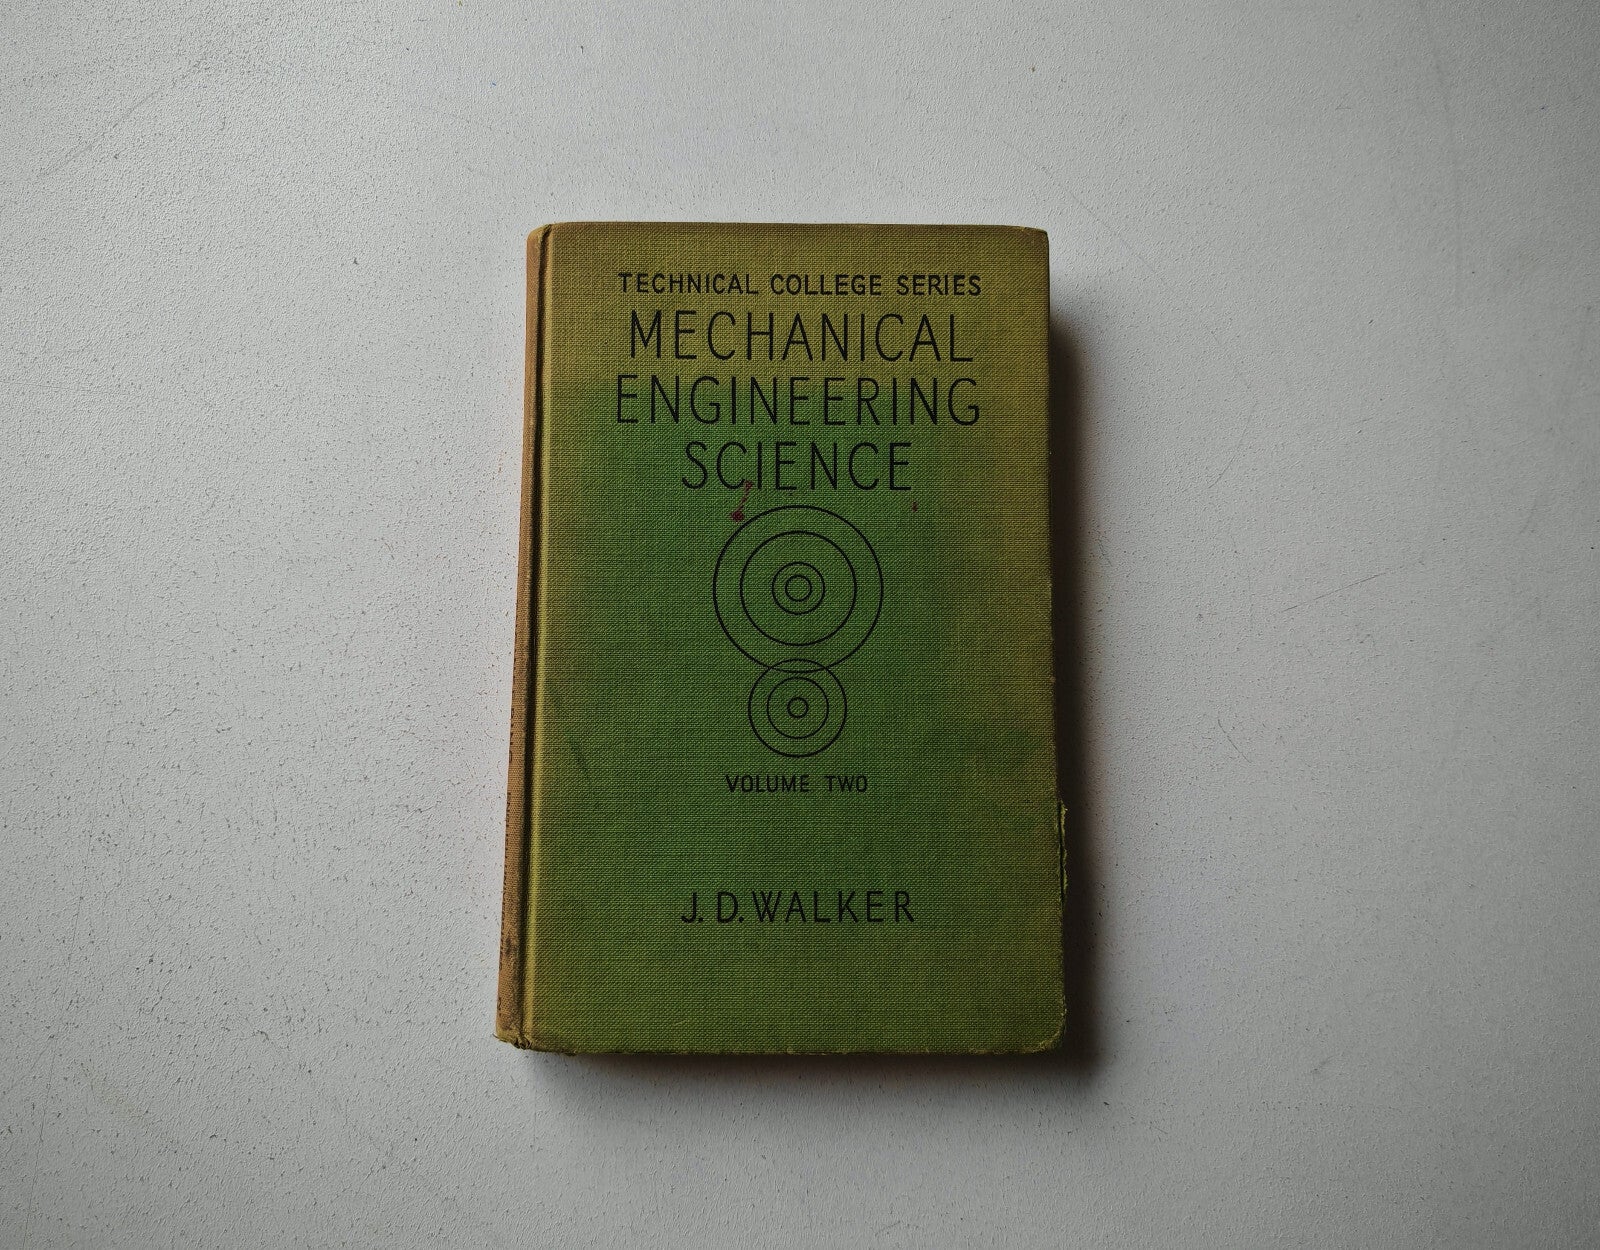 TECHNICAL COLLEGE SERIES
MECHANICAL
ENGINEERING
SCIENCE
VOLUME TWO
J. D. WALKER